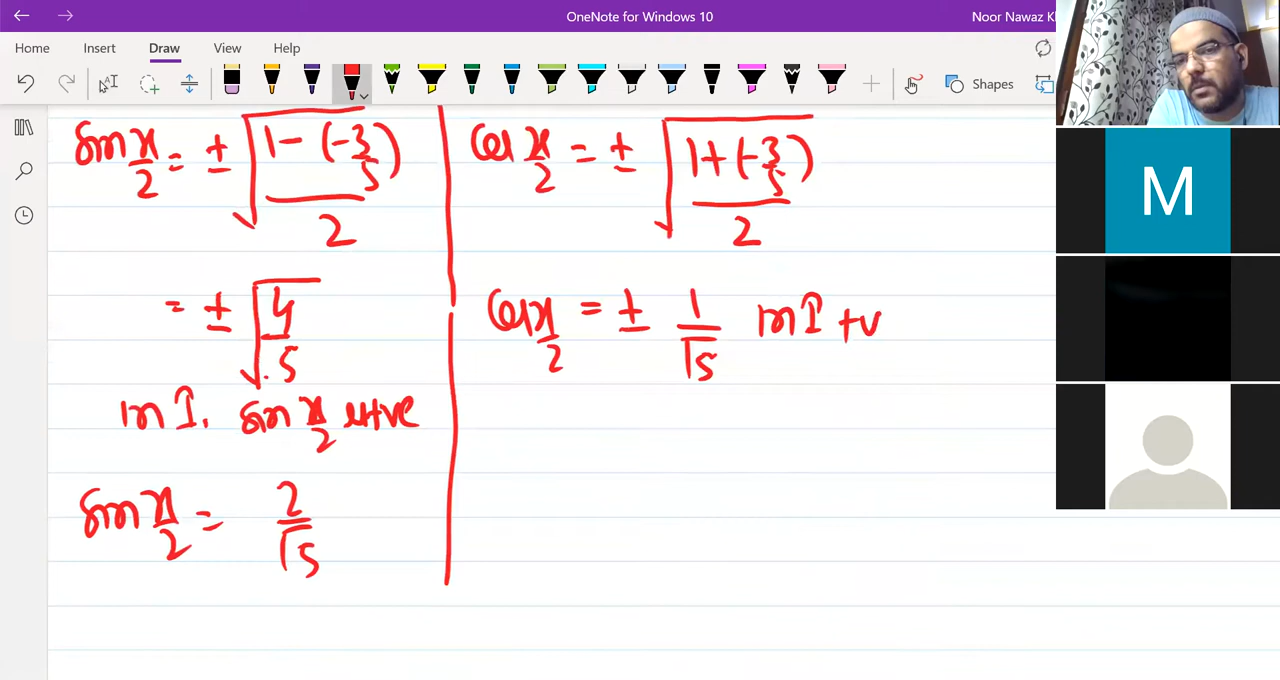 OneNote for Windows 10
Noor Nawaz Kh
Home Insert Draw View Help
Shapes
sin x/2 = ± √((1 - (-3/5))/2)
= ± √(4/5)
in I, sin x/2 is +ve
sin x/2 = 2/√5
cos x/2 = ± √((1 + (-3/5))/2)
cos x/2 = ± 1/√5 in I +v
M